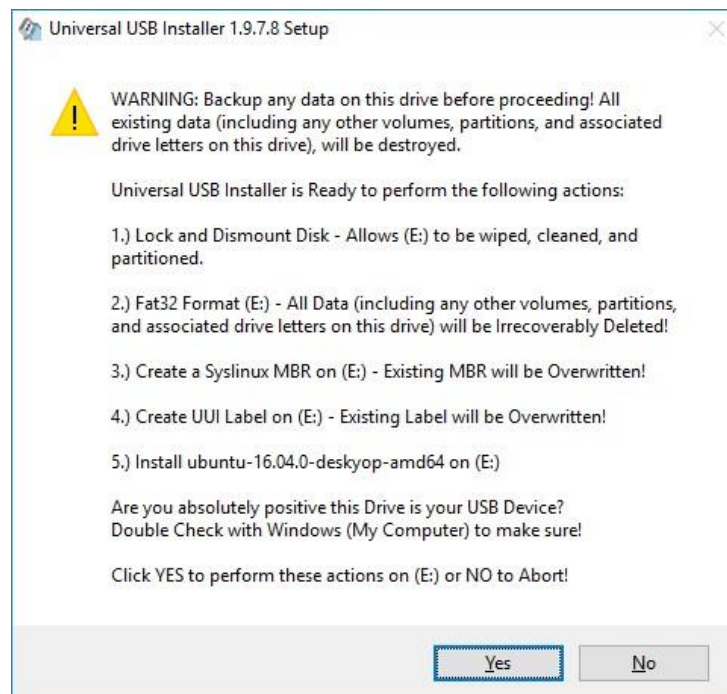 Universal USB Installer 1.9.7.8 Setup
WARNING: Backup any data on this drive before proceeding! All
existing data (including any other volumes, partitions, and associated
drive letters on this drive), will be destroyed.
Universal USB Installer is Ready to perform the following actions:
1.) Lock and Dismount Disk - Allows (E:) to be wiped, cleaned, and
partitioned.
2.) Fat32 Format (E:) - All Data (including any other volumes, partitions,
and associated drive letters on this drive) will be Irrecoverably Deleted!
3.) Create a Syslinux MBR on (E:) - Existing MBR will be Overwritten!
4.) Create UUI Label on (E:) - Existing Label will be Overwritten!
5.) Install ubuntu-16.04.0-deskyop-amd64 on (E:)
Are you absolutely positive this Drive is your USB Device?
Double Check with Windows (My Computer) to make sure!
Click YES to perform these actions on (E:) or NO to Abort!
Yes
No